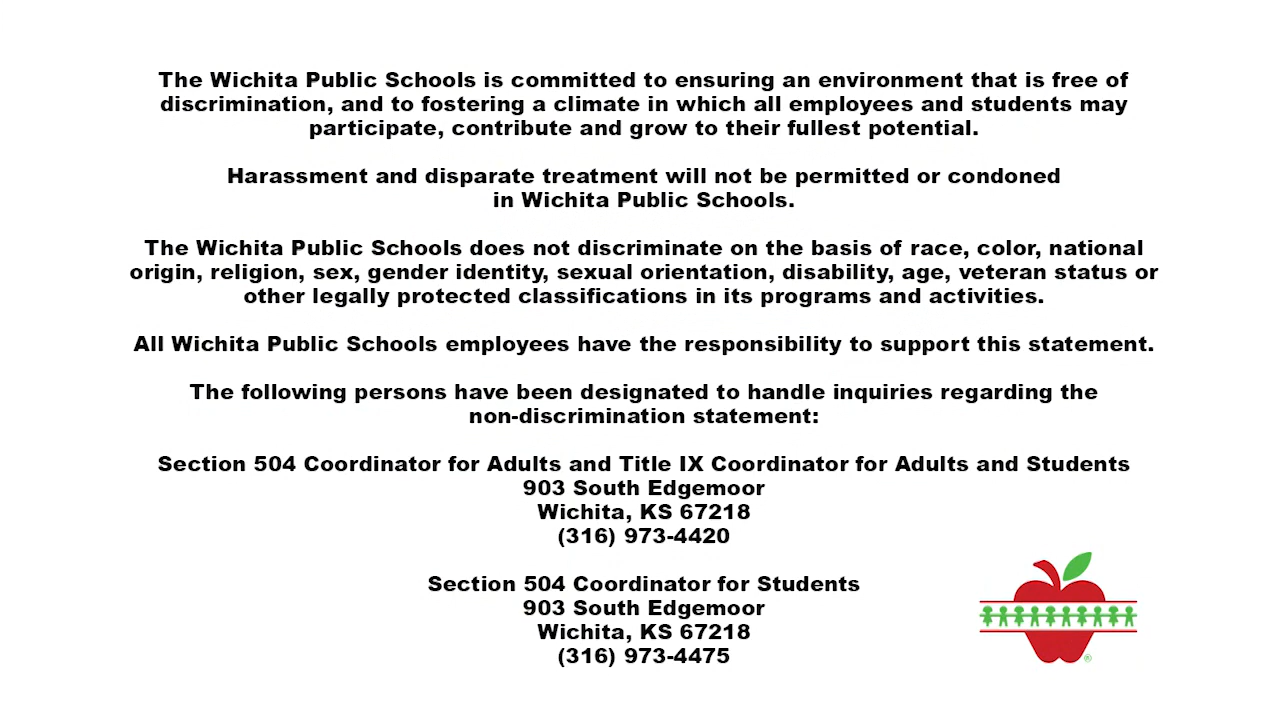 The Wichita Public Schools is committed to ensuring an environment that is free of
discrimination, and to fostering a climate in which all employees and students may
participate, contribute and grow to their fullest potential.
Harassment and disparate treatment will not be permitted or condoned
in Wichita Public Schools.
The Wichita Public Schools does not discriminate on the basis of race, color, national
origin, religion, sex, gender identity, sexual orientation, disability, age, veteran status or
other legally protected classifications in its programs and activities.
All Wichita Public Schools employees have the responsibility to support this statement.
The following persons have been designated to handle inquiries regarding the
non-discrimination statement:
Section 504 Coordinator for Adults and Title IX Coordinator for Adults and Students
903 South Edgemoor
Wichita, KS 67218
(316) 973-4420
Section 504 Coordinator for Students
903 South Edgemoor
Wichita, KS 67218
(316) 973-4475
®